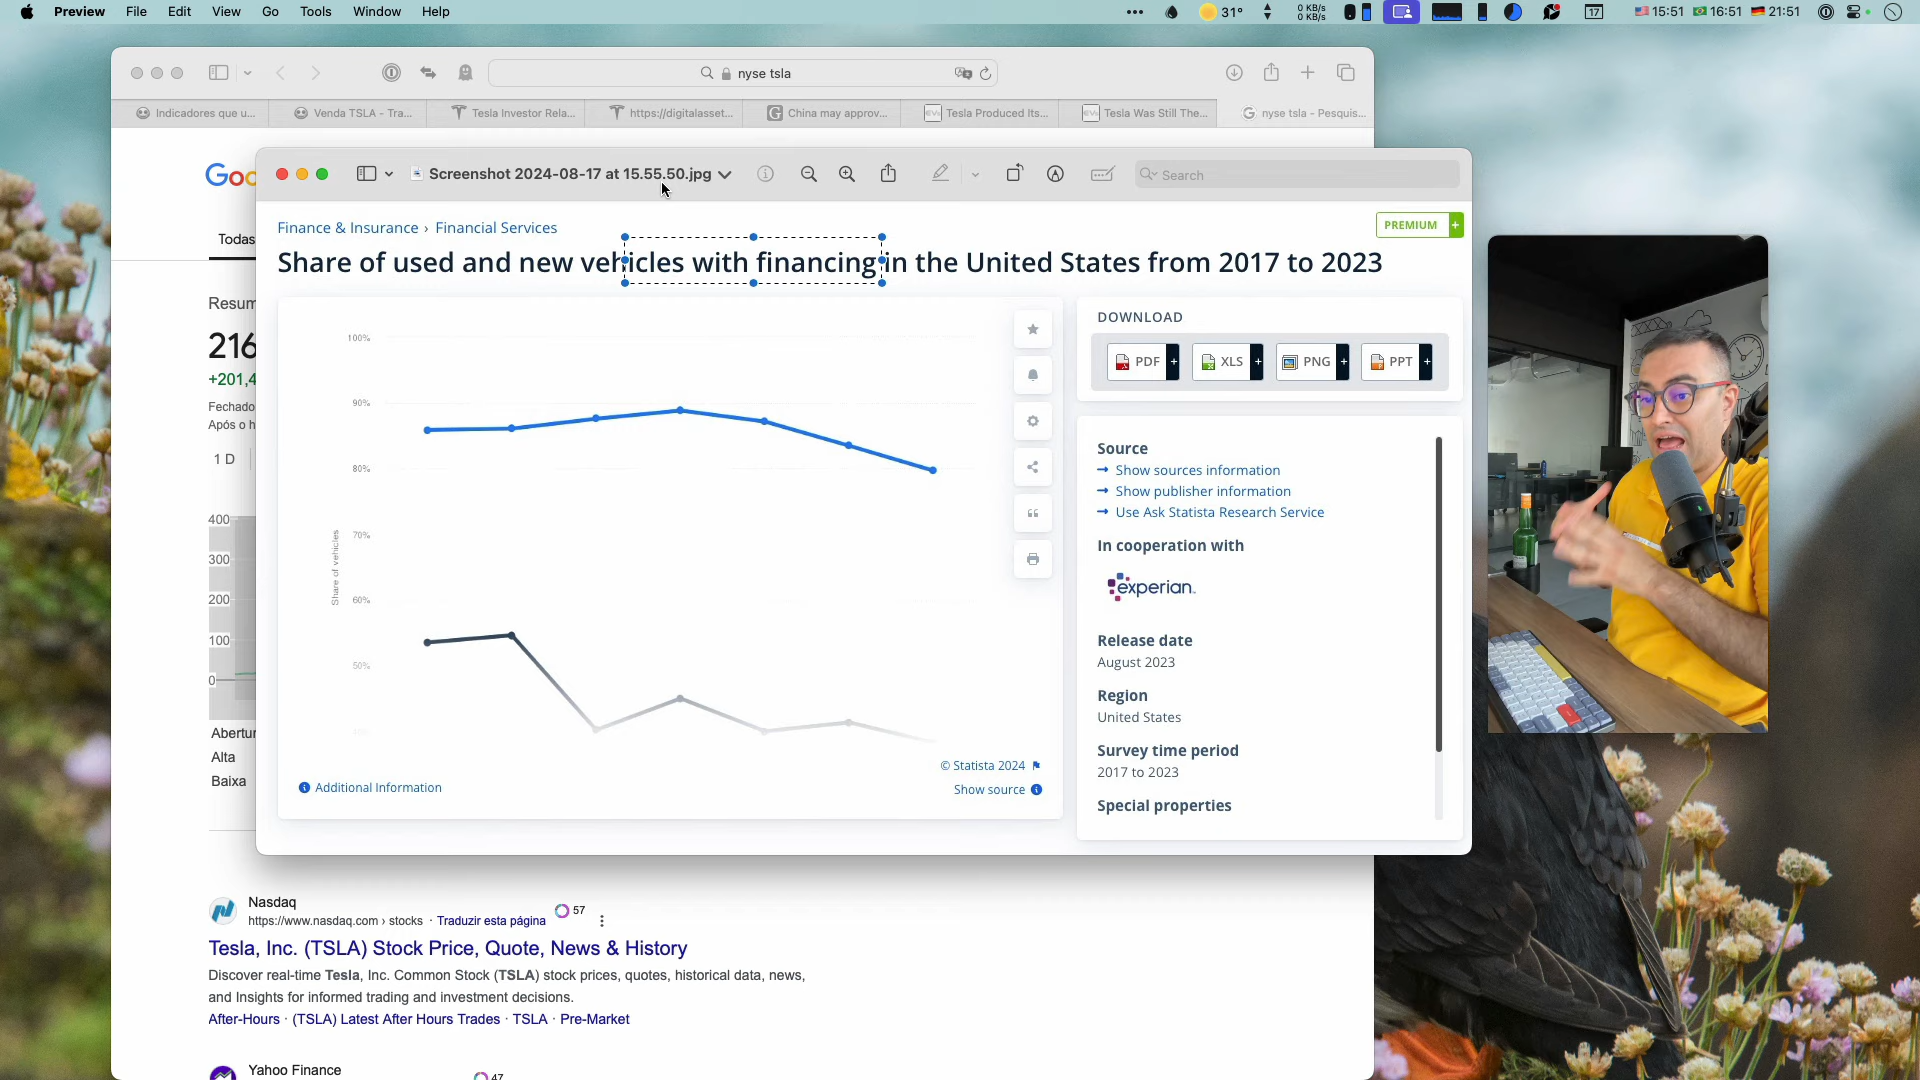 Preview File Edit View Go Tools Window Help
••• 31° 0 KB/s 0 KB/s 17 15:51 16:51 21:51
nyse tsla
Indicadores que u... Venda TSLA - Tra... Tesla Investor Rela... https://digitalasset... China may approv... Tesla Produced Its... Tesla Was Still The... nyse tsla - Pesquis...
Goo
Screenshot 2024-08-17 at 15.55.50.jpg
Search
Todas
Finance & Insurance › Financial Services
PREMIUM +
Share of used and new vehicles with financing in the United States from 2017 to 2023
Resum
216
+201,4
Fechado
Após o h
1 D
400
300
200
100
0
Abertur
Alta
Baixa
100%
90%
80%
70%
60%
50%
Share of vehicles
© Statista 2024
Additional Information
Show source
DOWNLOAD
PDF + XLS + PNG + PPT +
Source
→ Show sources information
→ Show publisher information
→ Use Ask Statista Research Service
In cooperation with
experian.
Release date
August 2023
Region
United States
Survey time period
2017 to 2023
Special properties
Nasdaq
https://www.nasdaq.com › stocks · Traduzir esta página
57
Tesla, Inc. (TSLA) Stock Price, Quote, News & History
Discover real-time Tesla, Inc. Common Stock (TSLA) stock prices, quotes, historical data, news,
and Insights for informed trading and investment decisions.
After-Hours · (TSLA) Latest After Hours Trades · TSLA · Pre-Market
Yahoo Finance
47